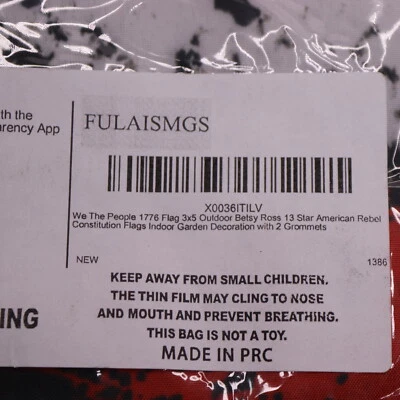 th the
arency App
FULAISMGS
X0036ITILV
We The People 1776 Flag 3x5 Outdoor Betsy Ross 13 Star American Rebel
Constitution Flags Indoor Garden Decoration with 2 Grommets
NEW 1386
KEEP AWAY FROM SMALL CHILDREN.
THE THIN FILM MAY CLING TO NOSE
AND MOUTH AND PREVENT BREATHING.
THIS BAG IS NOT A TOY.
MADE IN PRC
ING